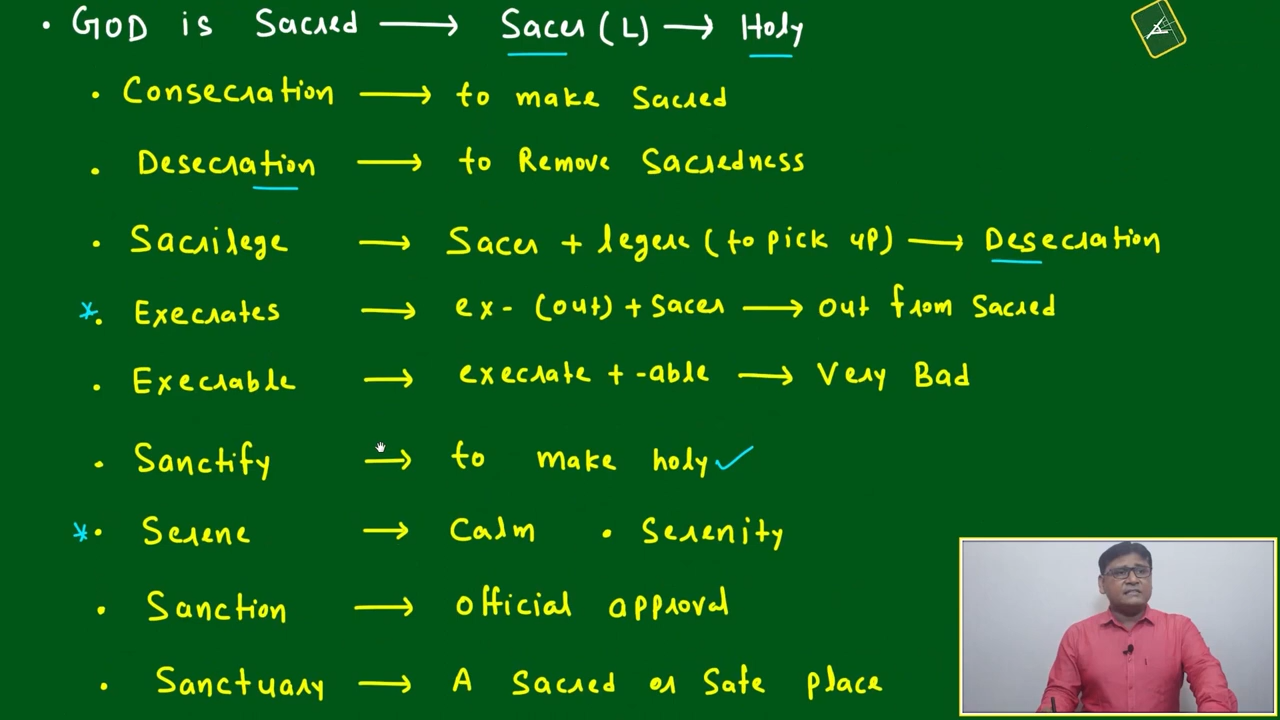 • GOD is Sacred → Sacer (L) → Holy
• Consecration → to make Sacred
• Desecration → to Remove Sacredness
• Sacrilege → Sacer + legere (to pick up) → Desecration
*• Execrates → ex- (out) + Sacer → out from Sacred
• Execrable → execrate + -able → Very Bad
• Sanctify → to make holy ✓
*• Serene → Calm • Serenity
• Sanction → official approval
• Sanctuary → A Sacred or Safe place